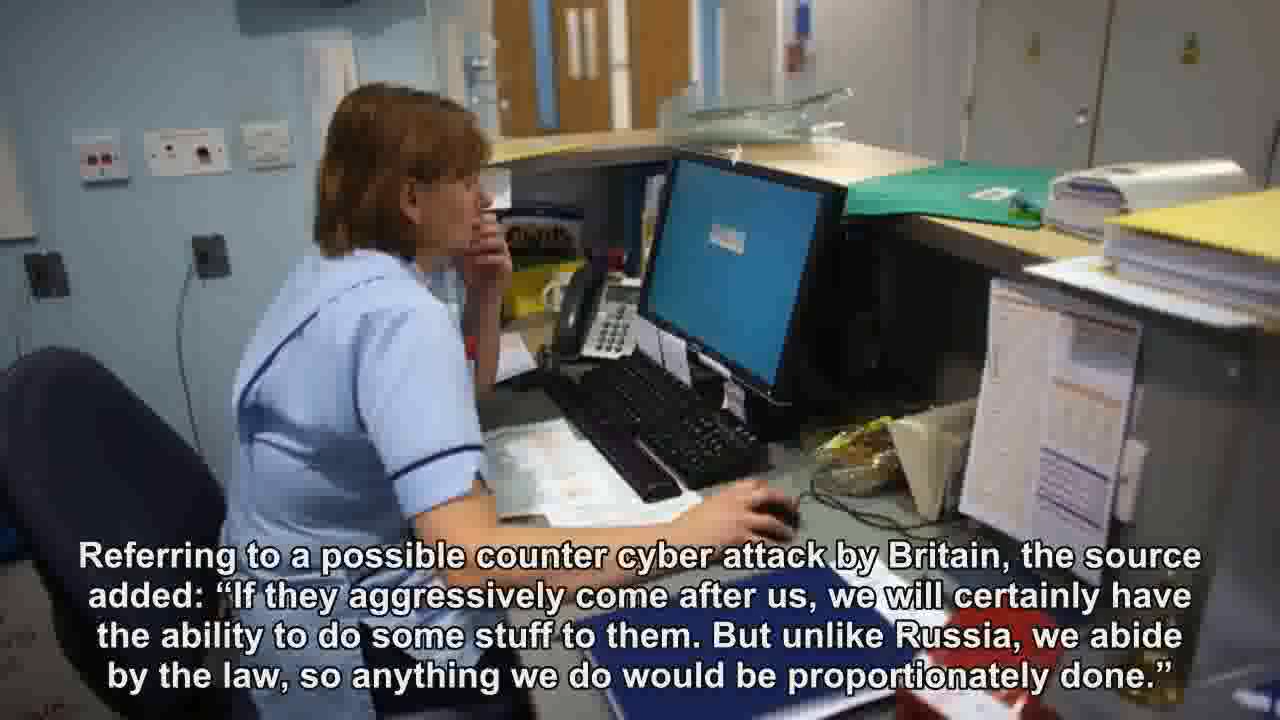 Referring to a possible counter cyber attack by Britain, the source
added: “If they aggressively come after us, we will certainly have
the ability to do some stuff to them. But unlike Russia, we abide
by the law, so anything we do would be proportionately done.”